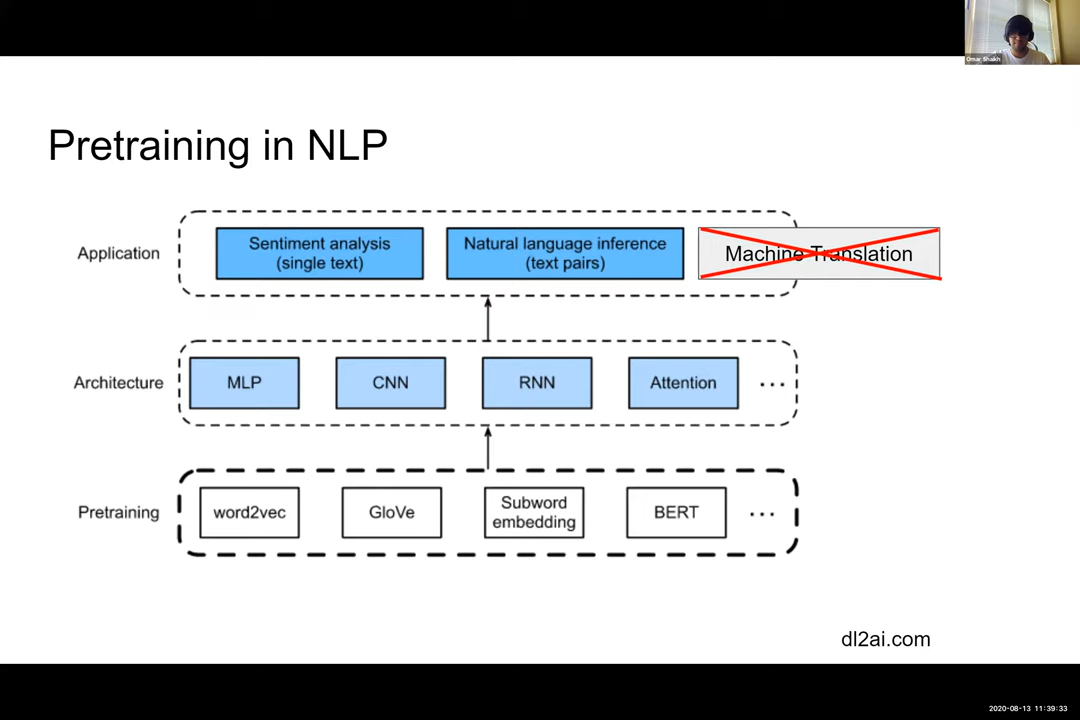 Omar Shaikh
Pretraining in NLP
Application
Sentiment analysis
(single text)
Natural language inference
(text pairs)
Machine Translation
Architecture
MLP
CNN
RNN
Attention
...
Pretraining
word2vec
GloVe
Subword
embedding
BERT
...
dl2ai.com
2020-08-13 11:39:33